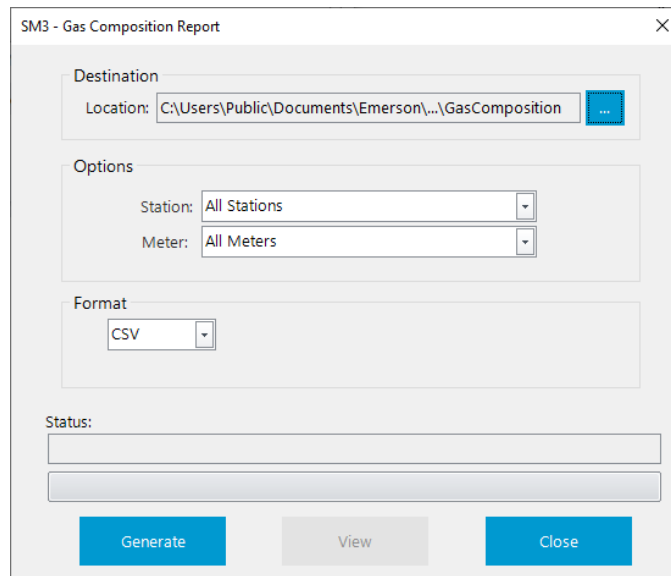 SM3 - Gas Composition Report
Destination
Location: C:\Users\Public\Documents\Emerson\...\GasComposition ...
Options
Station: All Stations
Meter: All Meters
Format
CSV
Status:
Generate View Close